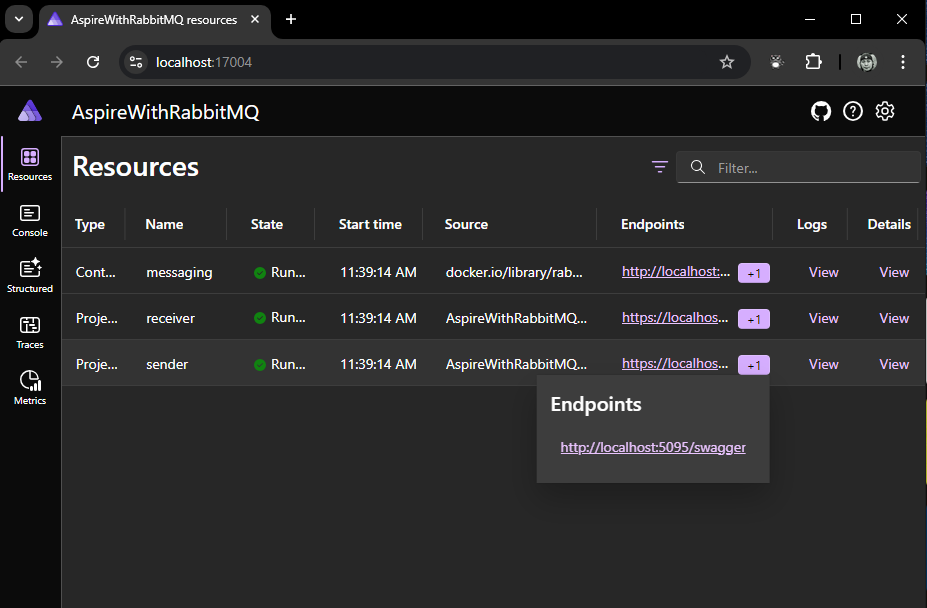 AspireWithRabbitMQ resources
localhost:17004
AspireWithRabbitMQ
Resources
Console
Structured
Traces
Metrics
Resources
Filter...
Type Name State Start time Source Endpoints Logs Details
Cont... messaging Run... 11:39:14 AM docker.io/library/rab... http://localhost:... +1 View View
Proje... receiver Run... 11:39:14 AM AspireWithRabbitMQ... https://localhos... +1 View View
Proje... sender Run... 11:39:14 AM AspireWithRabbitMQ... https://localhos... +1 View View
Endpoints
http://localhost:5095/swagger